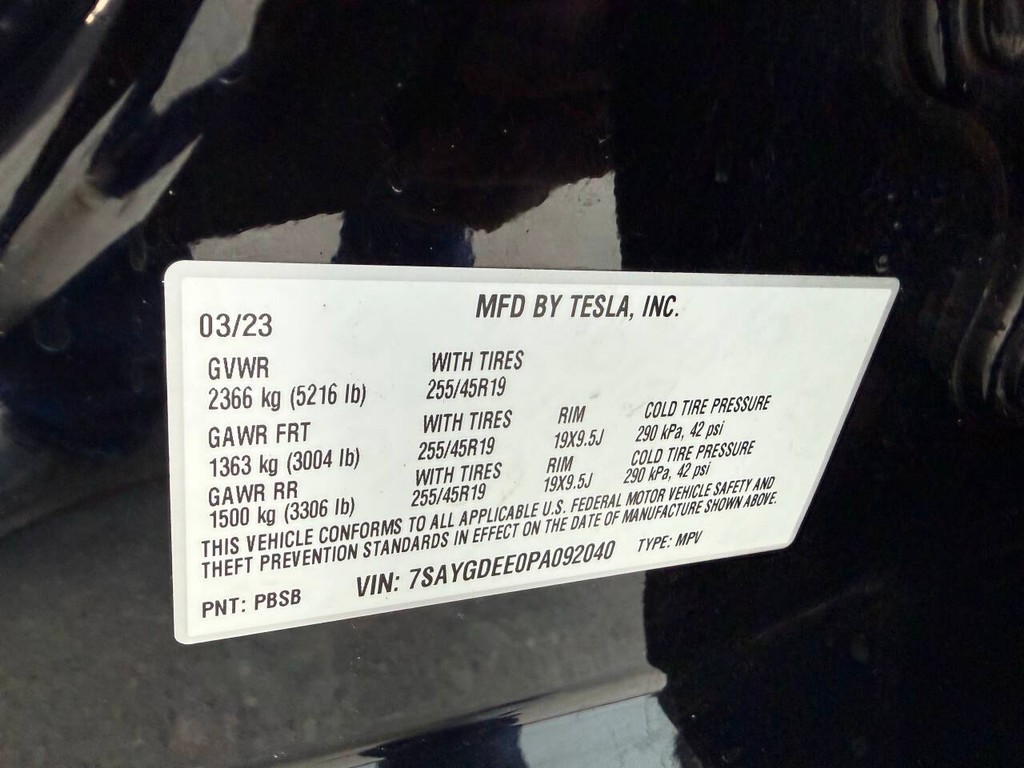 MFD BY TESLA, INC.
03/23
GVWR WITH TIRES
2366 kg (5216 lb) 255/45R19
GAWR FRT WITH TIRES RIM COLD TIRE PRESSURE
1363 kg (3004 lb) 255/45R19 19X9.5J 290 kPa, 42 psi
GAWR RR WITH TIRES RIM COLD TIRE PRESSURE
1500 kg (3306 lb) 255/45R19 19X9.5J 290 kPa, 42 psi
THIS VEHICLE CONFORMS TO ALL APPLICABLE U.S. FEDERAL MOTOR VEHICLE SAFETY AND
THEFT PREVENTION STANDARDS IN EFFECT ON THE DATE OF MANUFACTURE SHOWN ABOVE.
PNT: PBSB VIN: 7SAYGDEE0PA092040 TYPE: MPV